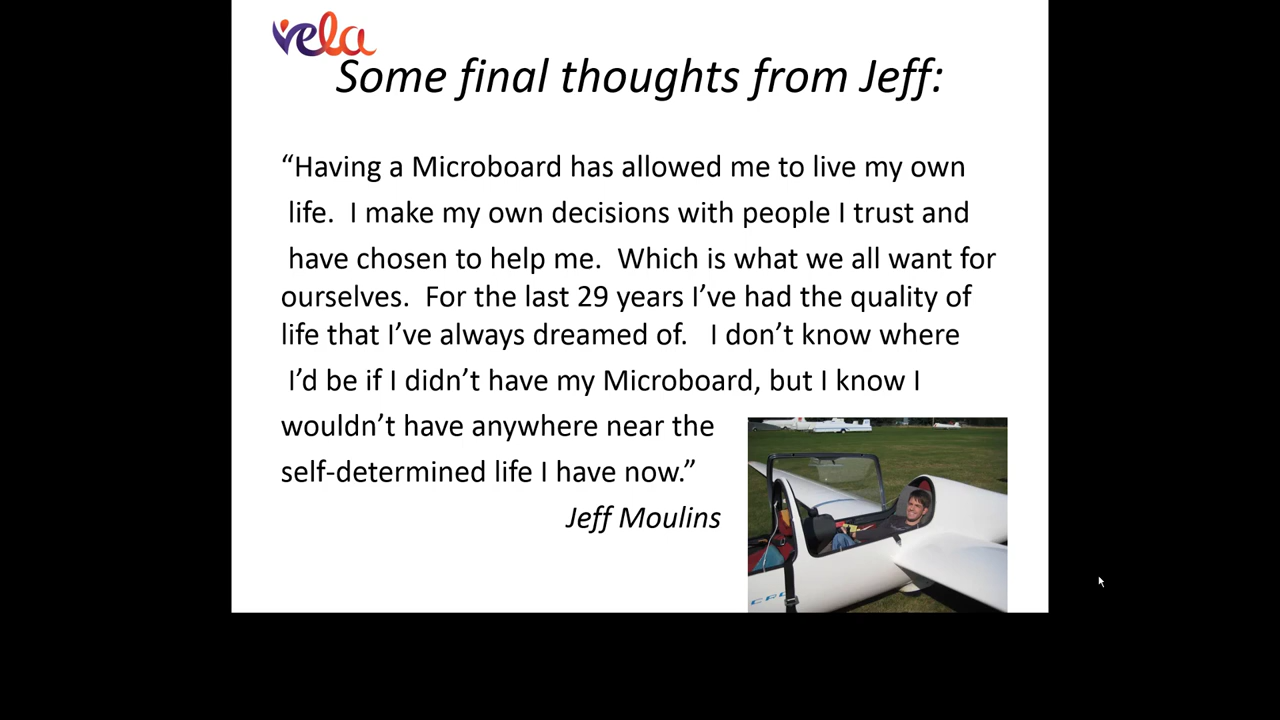 vela
Some final thoughts from Jeff:
“Having a Microboard has allowed me to live my own
life.  I make my own decisions with people I trust and
have chosen to help me.  Which is what we all want for
ourselves.  For the last 29 years I’ve had the quality of
life that I’ve always dreamed of.   I don’t know where
I’d be if I didn’t have my Microboard, but I know I
wouldn’t have anywhere near the
self-determined life I have now.”
Jeff Moulins